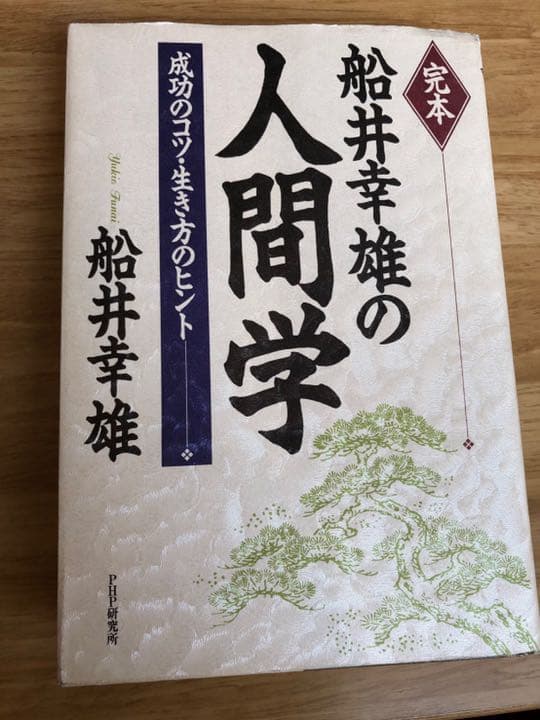 完本
船井幸雄の
人間学
成功のコツ・生き方のヒント
Yukio Funai
船井幸雄
PHP研究所